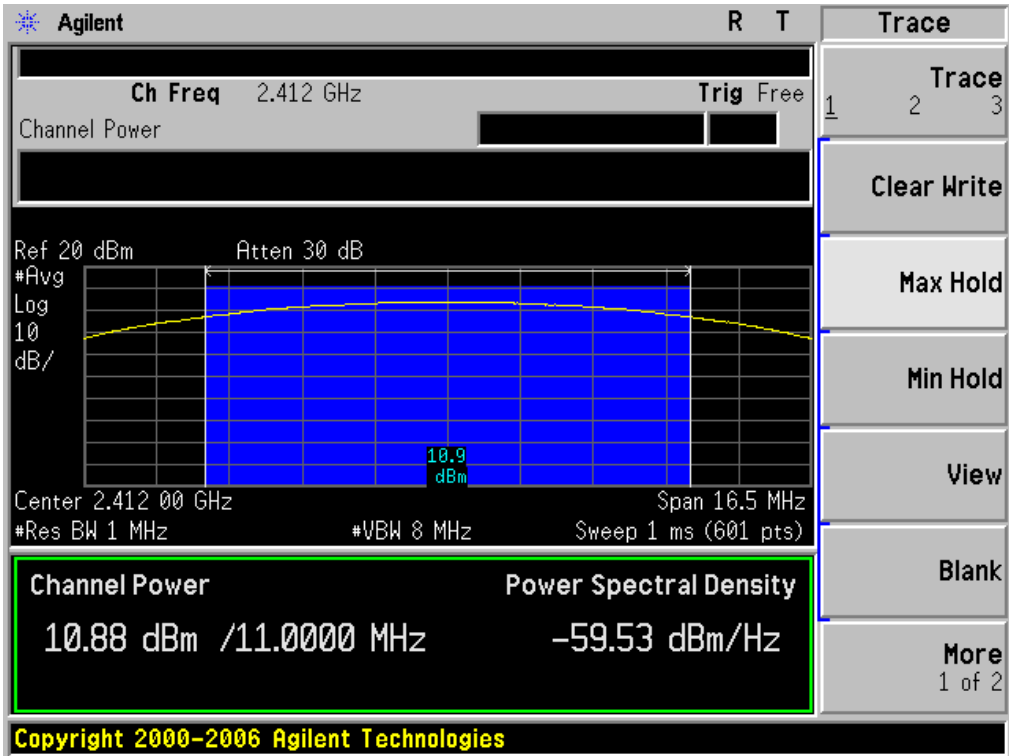 Agilent R T Trace
Ch Freq 2.412 GHz Trig Free
Trace
1 2 3
Channel Power
Clear Write
Ref 20 dBm Atten 30 dB
#Avg
Log
10
dB/
Max Hold
Min Hold
10.9
dBm
View
Center 2.412 00 GHz Span 16.5 MHz
#Res BW 1 MHz #VBW 8 MHz Sweep 1 ms (601 pts)
Blank
Channel Power Power Spectral Density
10.88 dBm /11.0000 MHz -59.53 dBm/Hz
More
1 of 2
Copyright 2000-2006 Agilent Technologies